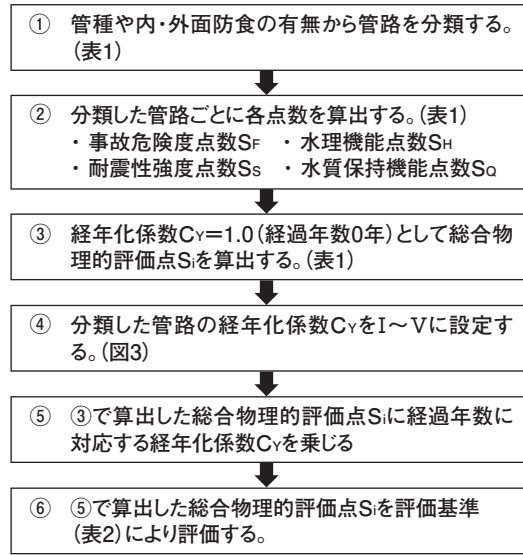 ① 管種や内・外面防食の有無から管路を分類する。
(表1)
② 分類した管路ごとに各点数を算出する。(表1)
・ 事故危険度点数SF ・ 水理機能点数SH
・ 耐震性強度点数SS ・ 水質保持機能点数SQ
③ 経年化係数CY=1.0(経過年数0年)として総合物
理的評価点Siを算出する。(表1)
④ 分類した管路の経年化係数CYをI〜Vに設定す
る。(図3)
⑤ ③で算出した総合物理的評価点Siに経過年数に
対応する経年化係数CYを乗じる
⑥ ⑤で算出した総合物理的評価点Siを評価基準
(表2)により評価する。